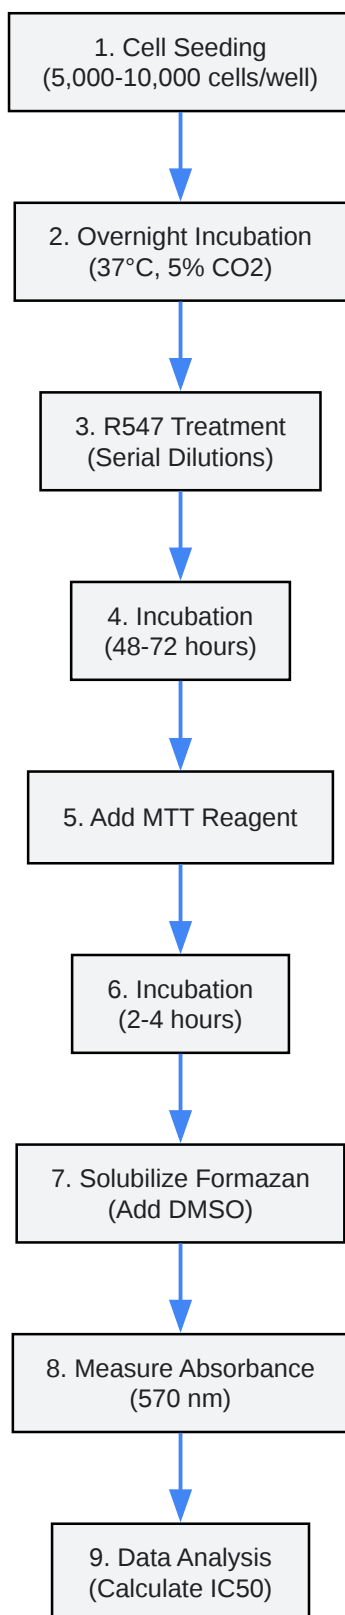 1. Cell Seeding
(5,000-10,000 cells/well)
2. Overnight Incubation
(37°C, 5% CO2)
3. R547 Treatment
(Serial Dilutions)
4. Incubation
(48-72 hours)
5. Add MTT Reagent
6. Incubation
(2-4 hours)
7. Solubilize Formazan
(Add DMSO)
8. Measure Absorbance
(570 nm)
9. Data Analysis
(Calculate IC50)